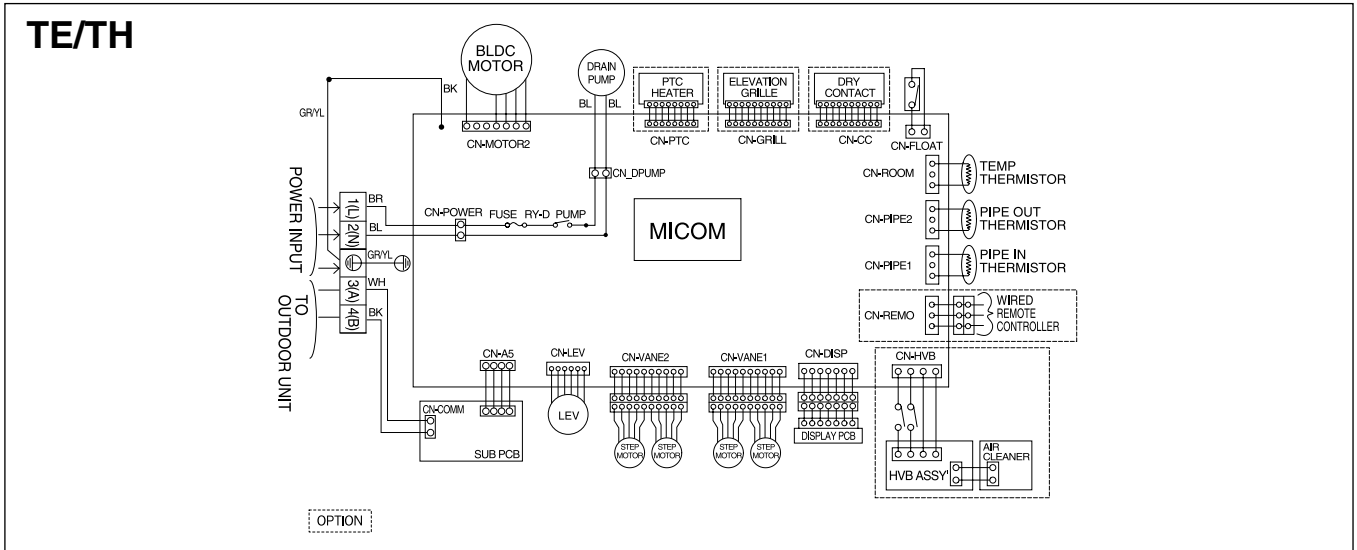 TE/TH
BLDC
MOTOR
DRAIN
PUMP
PTC
HEATER
ELEVATION
GRILLE
DRY
CONTACT
BK
BL
BL
GR/YL
CN-MOTOR2
CN-PTC
CN-GRILL
CN-CC
CN-FLOAT
CN-ROOM
TEMP
THERMISTOR
CN_DPUMP
POWER INPUT
1(L)
2(N)
BR
BL
CN-POWER
FUSE
RY-D
PUMP
MICOM
CN-PIPE2
PIPE OUT
THERMISTOR
GR/YL
CN-PIPE1
PIPE IN
THERMISTOR
TO
OUTDOOR UNIT
3(A)
4(B)
WH
BK
CN-REMO
WIRED
REMOTE
CONTROLLER
CN-A5
CN-LEV
CN-VANE2
CN-VANE1
CN-DISP
CN-HVB
CN-COMM
SUB PCB
LEV
STEP
MOTOR
STEP
MOTOR
STEP
MOTOR
STEP
MOTOR
DISPLAY PCB
HVB ASSY'
AIR
CLEANER
OPTION